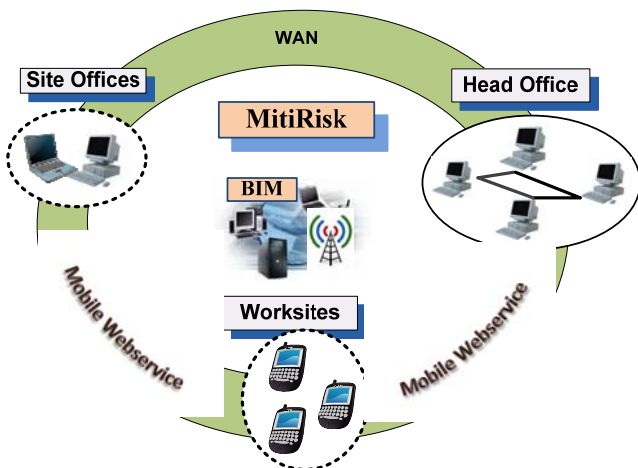 WAN
Site Offices
Head Office
MitiRisk
BIM
Mobile Webservice
Worksites
Mobile Webservice